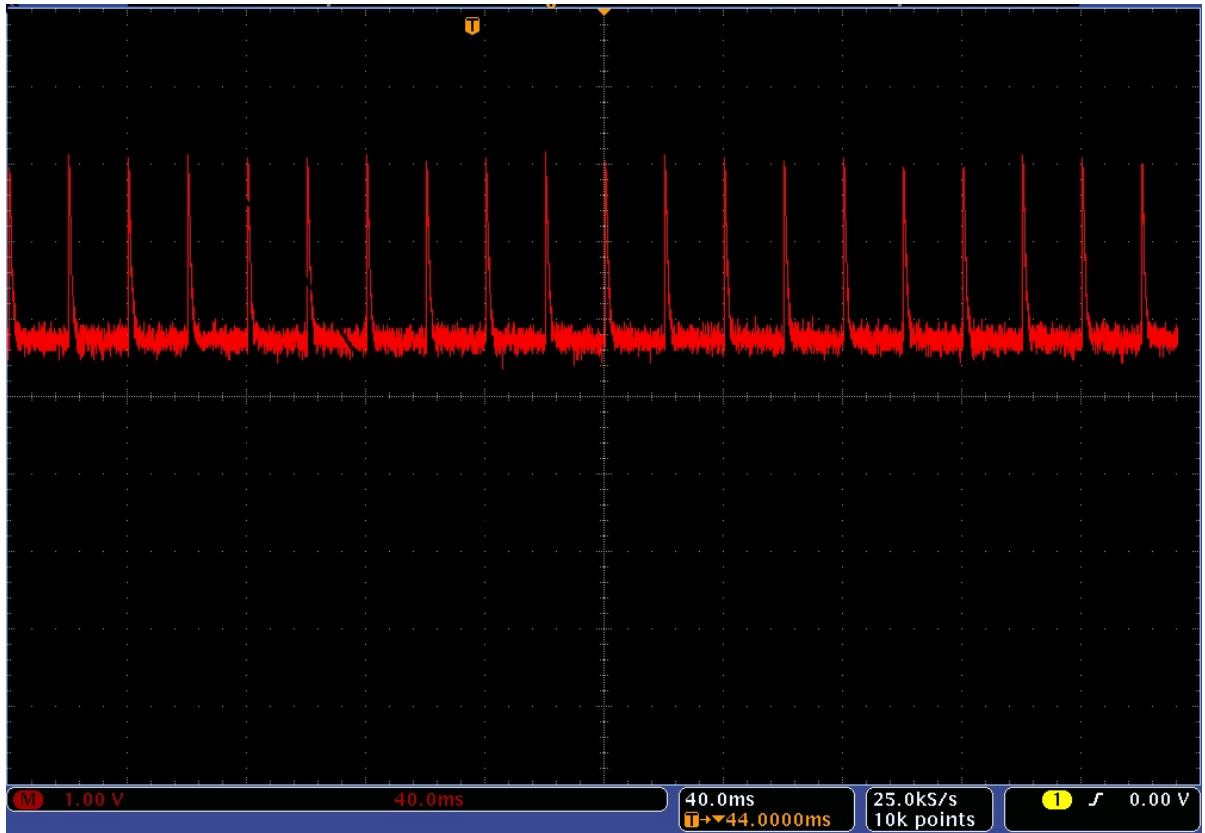 T
M 1.00 V 40.0ms
40.0ms
T→▼44.0000ms
25.0kS/s
10k points
1 0.00 V